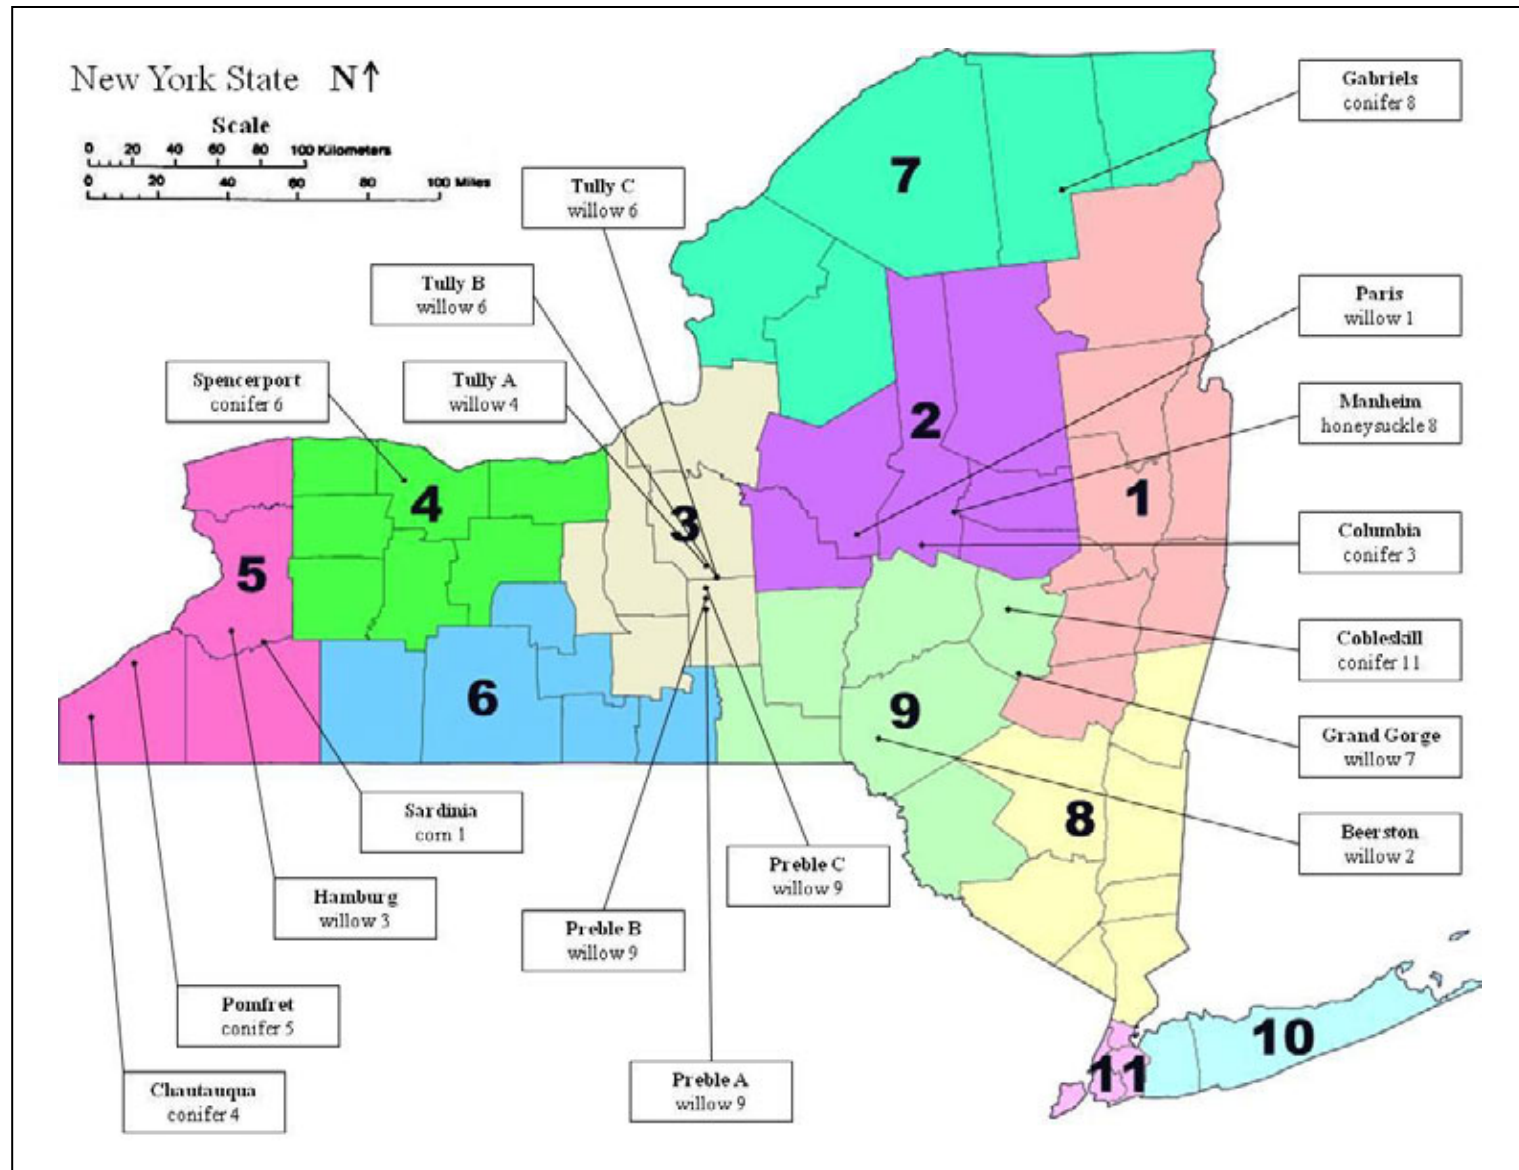 New York State N↑
Scale
0 20 40 60 80 100 Kilometers
0 20 40 60 80 100 Miles
Gabriels
conifer 8
Tully C
willow 6
Tully B
willow 6
Paris
willow 1
Spencerport
conifer 6
Tully A
willow 4
Manheim
honeysuckle 8
Columbia
conifer 3
Cobleskill
conifer 11
Grand Gorge
willow 7
Beerston
willow 2
Sardinia
corn 1
Preble C
willow 9
Hamburg
willow 3
Preble B
willow 9
Pomfret
conifer 5
Chautauqua
conifer 4
Preble A
willow 9
7
2
1
3
4
5
6
9
8
10
11